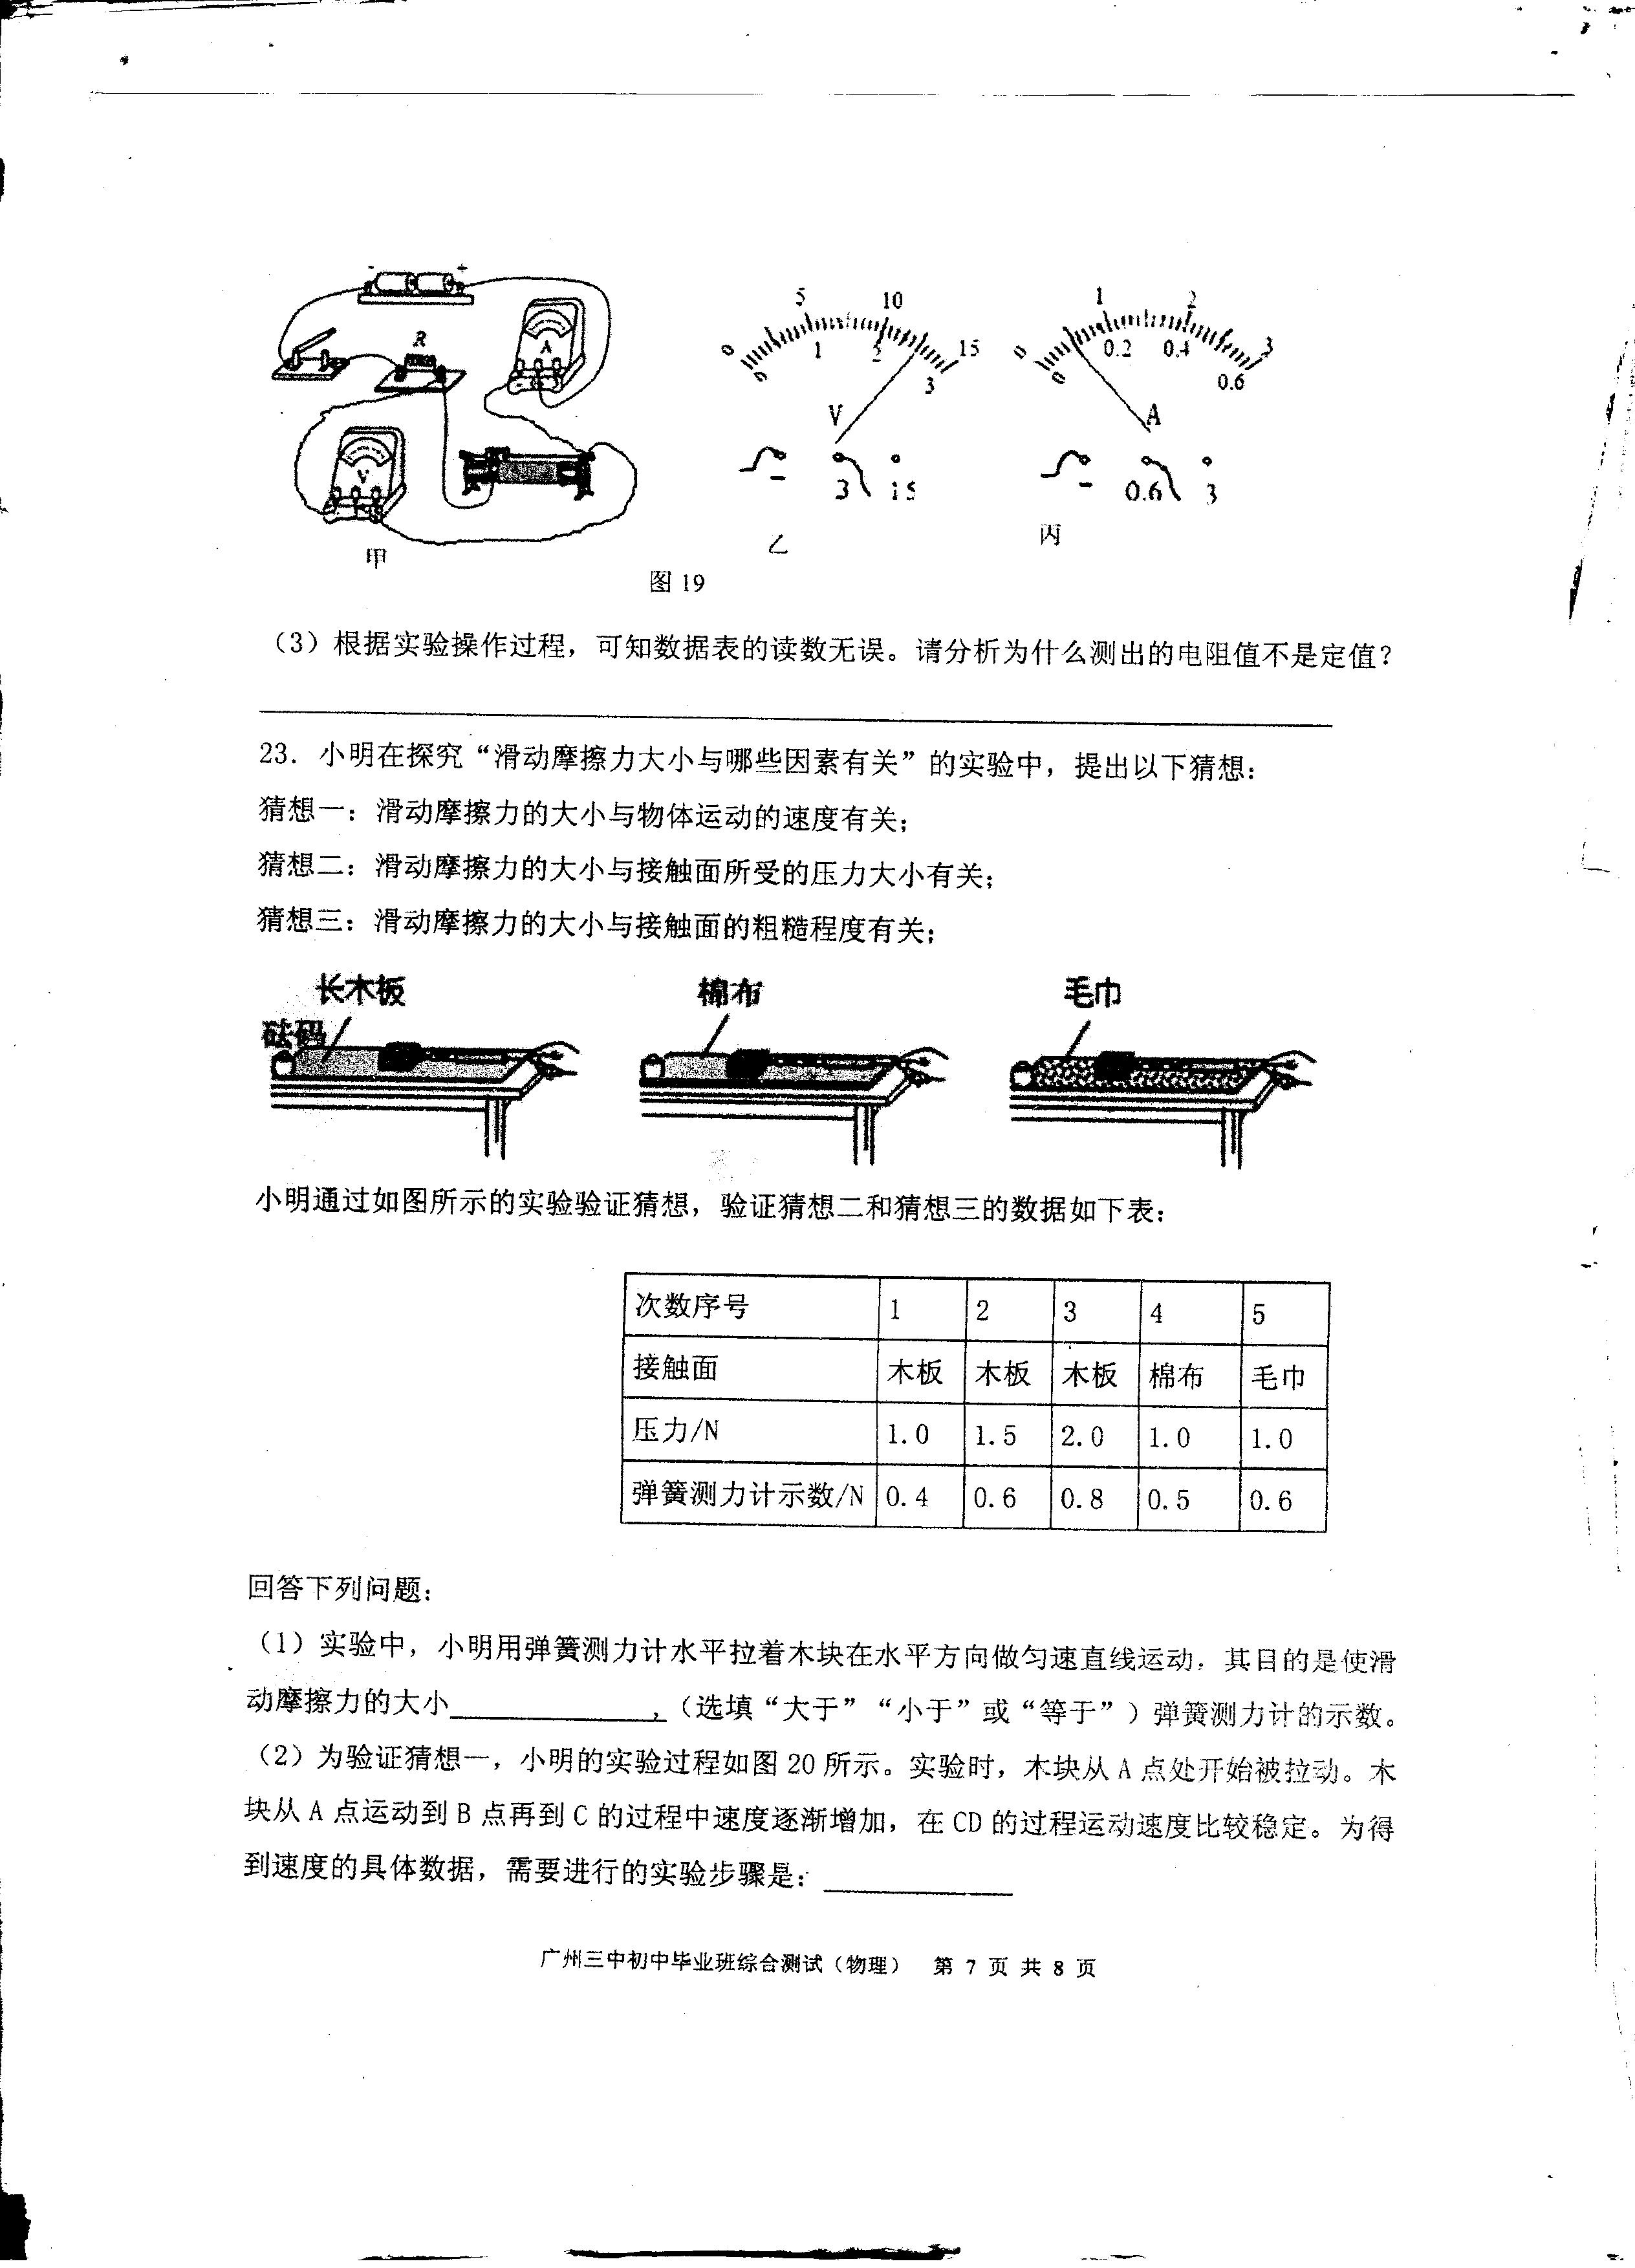 - +
R
A
V
甲
5 10
0 15
0 1 2 3
V
- 3 15
乙
1 2
0 3
0 0.2 0.4 0.6
A
- 0.6 3
丙
图 19
(3)根据实验操作过程，可知数据表的读数无误。请分析为什么测出的电阻值不是定值？
23．小明在探究“滑动摩擦力大小与哪些因素有关”的实验中，提出以下猜想：
猜想一：滑动摩擦力的大小与物体运动的速度有关；
猜想二：滑动摩擦力的大小与接触面所受的压力大小有关；
猜想三：滑动摩擦力的大小与接触面的粗糙程度有关；
长木板 棉布 毛巾
砝码
小明通过如图所示的实验验证猜想，验证猜想二和猜想三的数据如下表：
次数序号 1 2 3 4 5
接触面 木板 木板 木板 棉布 毛巾
压力/N 1.0 1.5 2.0 1.0 1.0
弹簧测力计示数/N 0.4 0.6 0.8 0.5 0.6
回答下列问题：
(1)实验中，小明用弹簧测力计水平拉着木块在水平方向做匀速直线运动，其目的是使滑
动摩擦力的大小____________,（选填“大于”“小于”或“等于”）弹簧测力计的示数。
(2)为验证猜想一，小明的实验过程如图 20 所示。实验时，木块从 A 点处开始被拉动。木
块从 A 点运动到 B 点再到 C 的过程中速度逐渐增加，在 CD 的过程运动速度比较稳定。为得
到速度的具体数据，需要进行的实验步骤是：____________
广州三中初中毕业班综合测试（物理） 第 7 页 共 8 页